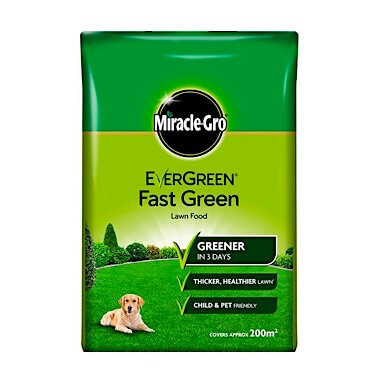 Miracle-Gro®
EVERGREEN®
Fast Green
Lawn Food
GREENER
IN 3 DAYS
THICKER, HEALTHIER LAWN*
CHILD & PET FRIENDLY
COVERS APPROX 200m²